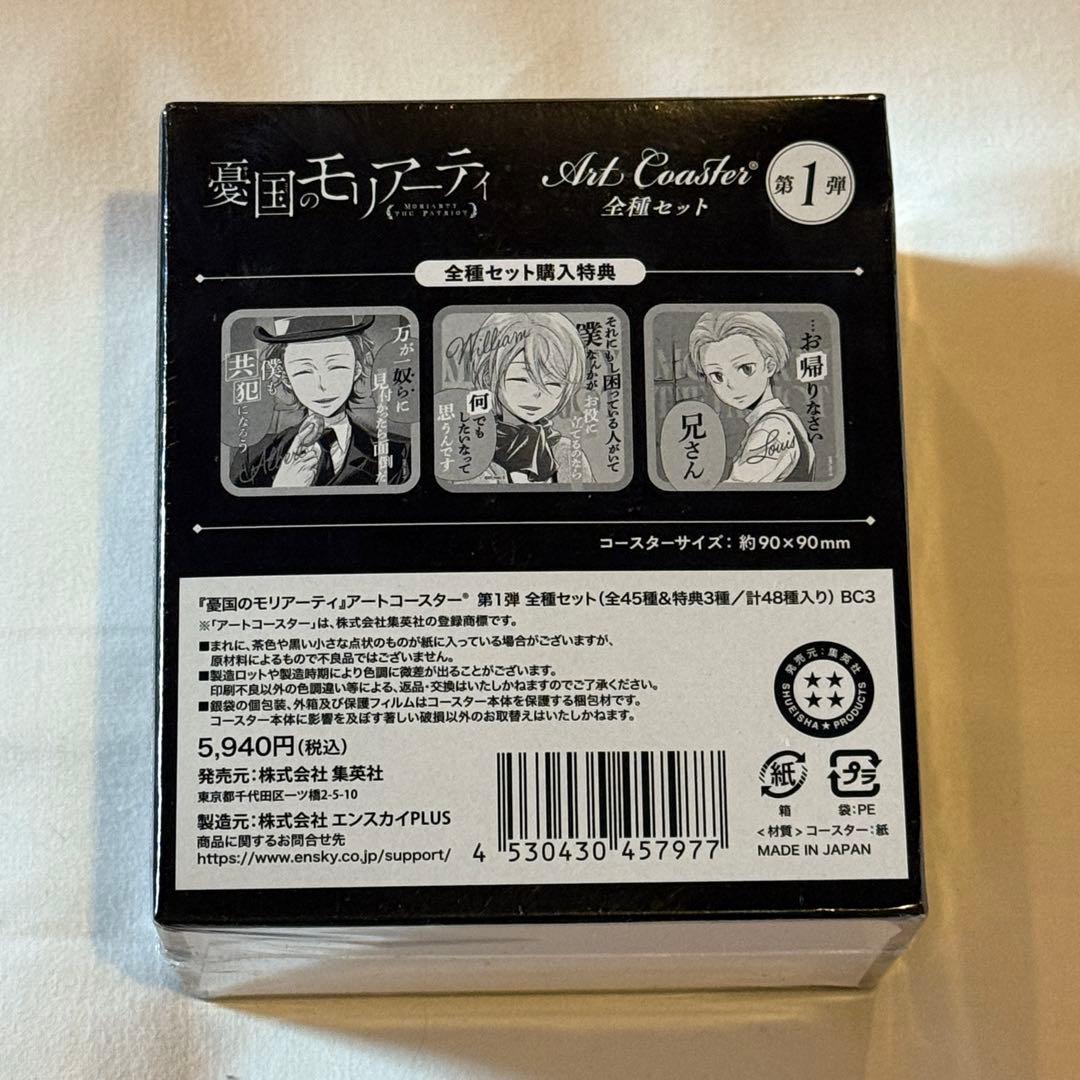 憂国のモリアーティ
MORIARTY
THE PATRIOT
Art Coaster®
全種セット
第1弾
全種セット購入特典
万が一奴らに
見付かったら面倒だ
僕も
共犯になろう
Albert
William
それにもし困っている人がいて
僕なんかが
お役に
立てるのなら
何でも
したいなって
思うんです
…お帰りなさい
兄さん
Louis
コースターサイズ：約90×90mm
『憂国のモリアーティ』アートコースター® 第1弾 全種セット（全45種&特典3種／計48種入り） BC3
※「アートコースター」は、株式会社集英社の登録商標です。
■まれに、茶色や黒い小さな点状のものが紙に入っている場合がございますが、
原材料によるもので不良品ではございません。
■製造ロットや製造時期により色調に微差が出ることがございます。
印刷不良以外の色調違い等による、返品・交換はいたしかねますのでご了承ください。
■銀袋の個包装、外箱及び保護フィルムはコースター本体を保護する梱包材です。
コースター本体に影響を及ぼす著しい破損以外のお取替えはいたしかねます。
5,940円（税込）
発売元：株式会社 集英社
東京都千代田区一ツ橋2-5-10
製造元：株式会社 エンスカイPLUS
商品に関するお問合せ先
https://www.ensky.co.jp/support/
4 530430 457977
発売元：集英社
SHUEISHA★PRODUCTS
紙
箱
プラ
袋：PE
＜材質＞コースター：紙
MADE IN JAPAN